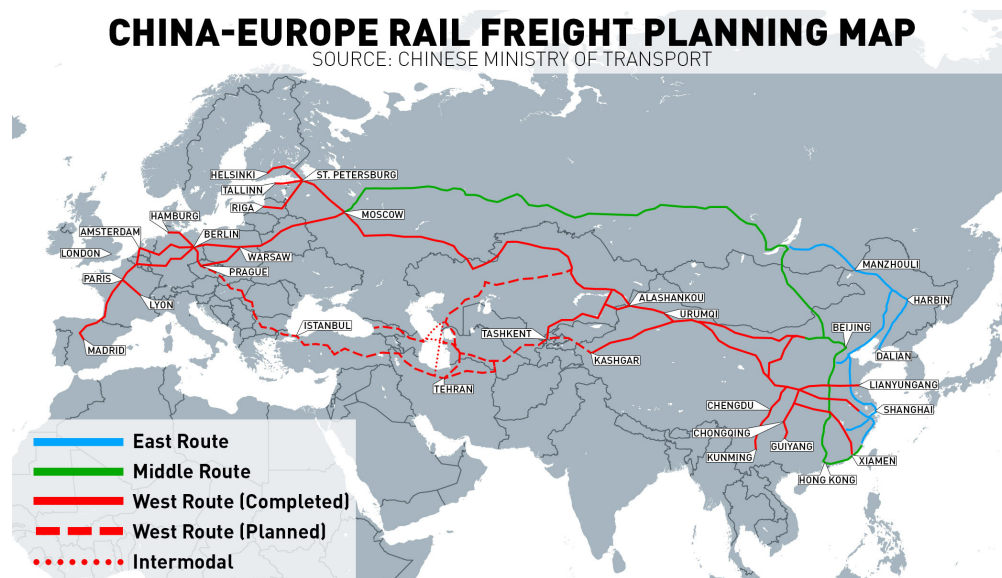 CHINA-EUROPE RAIL FREIGHT PLANNING MAP
SOURCE: CHINESE MINISTRY OF TRANSPORT
HELSINKI
ST. PETERSBURG
TALLINN
RIGA
MOSCOW
HAMBURG
AMSTERDAM
BERLIN
LONDON
WARSAW
PRAGUE
PARIS
LYON
MADRID
ISTANBUL
TEHRAN
TASHKENT
KASHGAR
ALASHANKOU
URUMQI
MANZHOULI
HARBIN
BEIJING
DALIAN
LIANYUNGANG
SHANGHAI
CHENGDU
CHONGQING
KUNMING
GUIYANG
XIAMEN
HONG KONG
East Route
Middle Route
West Route (Completed)
West Route (Planned)
Intermodal